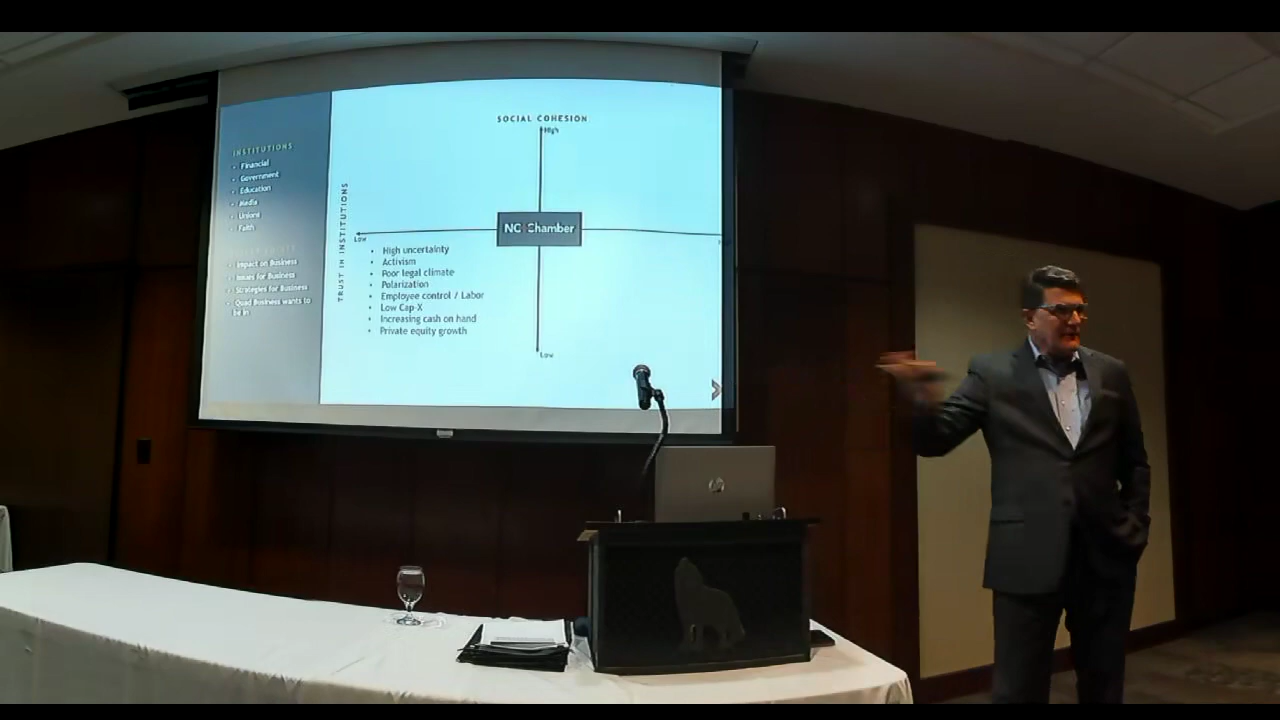 INSTITUTIONS
• Financial
• Government
• Education
• Media
• Unions
• Faith
• Impact on Business
• Issues for Business
• Strategies for Business
• Quad Business wants to
be in
SOCIAL COHESION
High
TRUST IN INSTITUTIONS
Low
NC Chamber
• High uncertainty
• Activism
• Poor legal climate
• Polarization
• Employee control / Labor
• Low Cap-X
• Increasing cash on hand
• Private equity growth
Low
hp